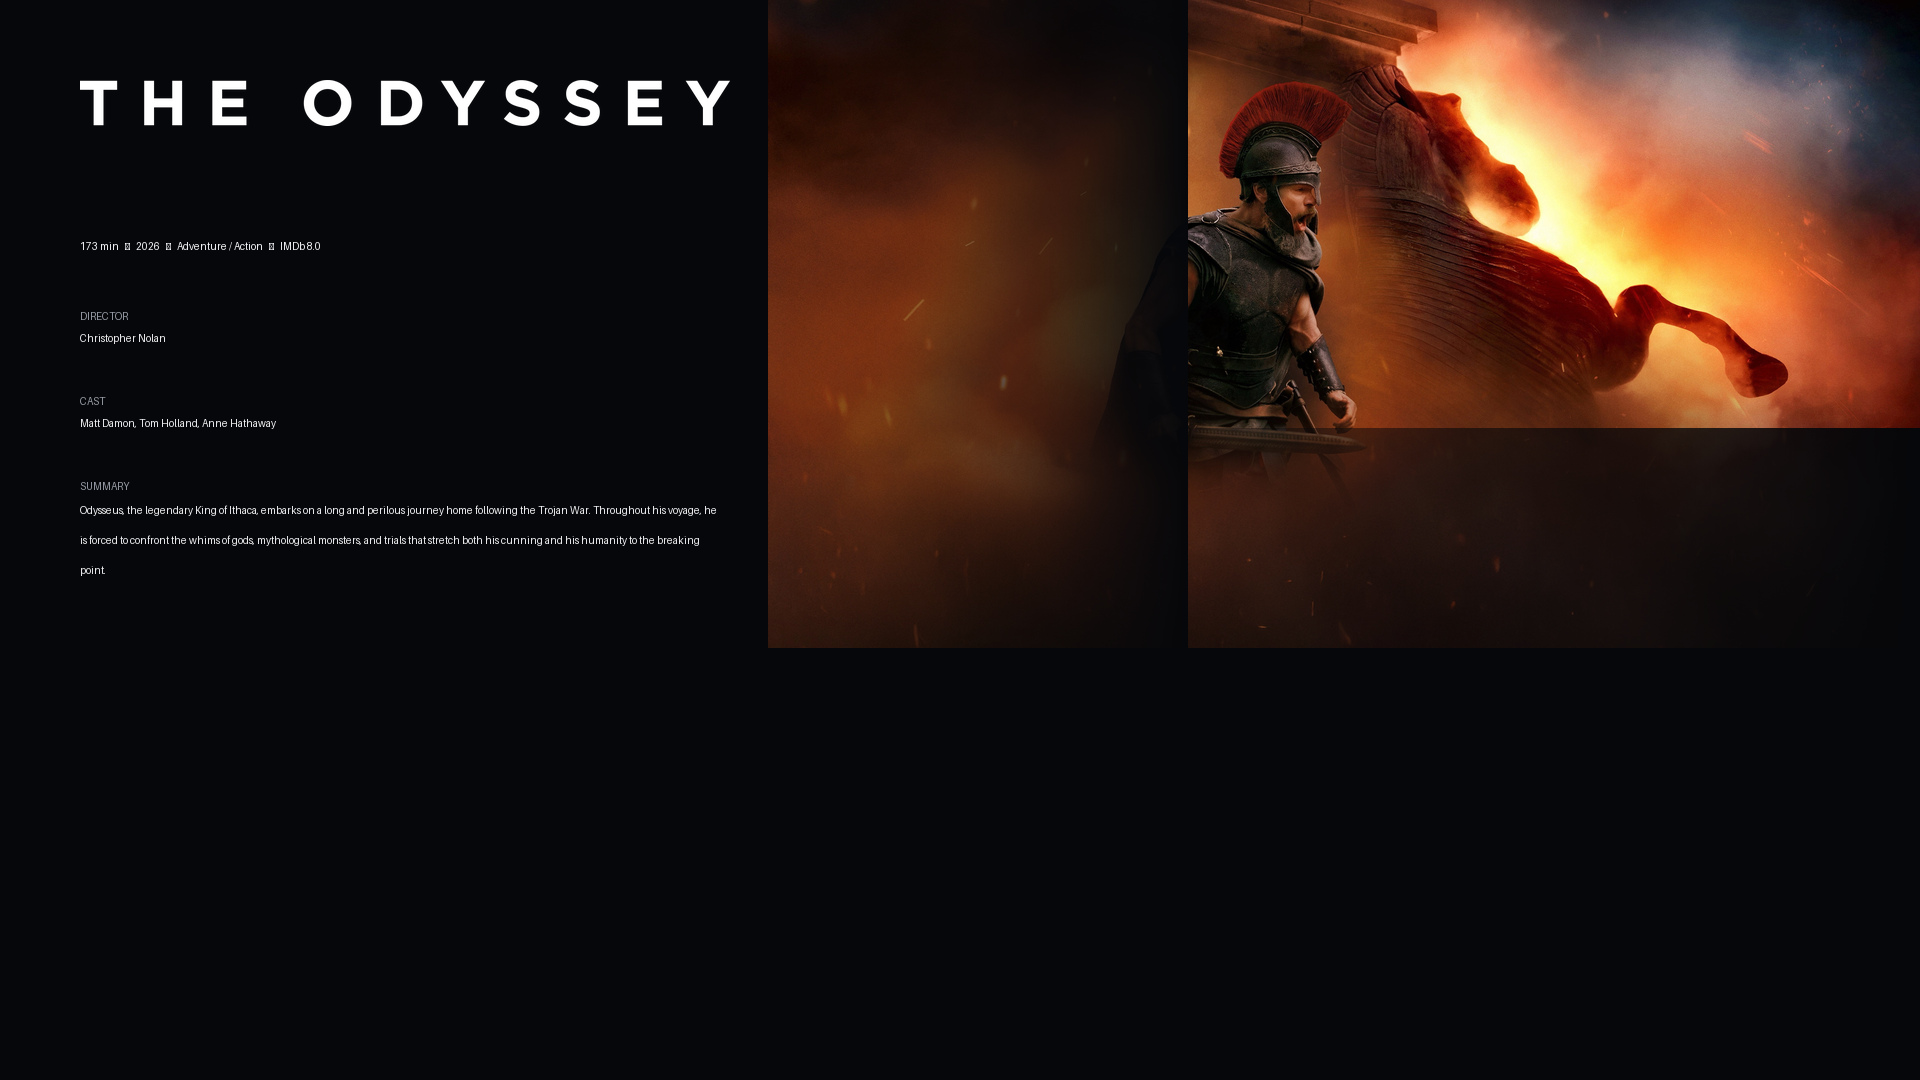 THE ODYSSEY
173 min 2026 Adventure / Action IMDb 8.0
DIRECTOR
Christopher Nolan
CAST
Matt Damon, Tom Holland, Anne Hathaway
SUMMARY
Odysseus, the legendary King of Ithaca, embarks on a long and perilous journey home following the Trojan War. Throughout his voyage, he
is forced to confront the whims of gods, mythological monsters, and trials that stretch both his cunning and his humanity to the breaking
point.